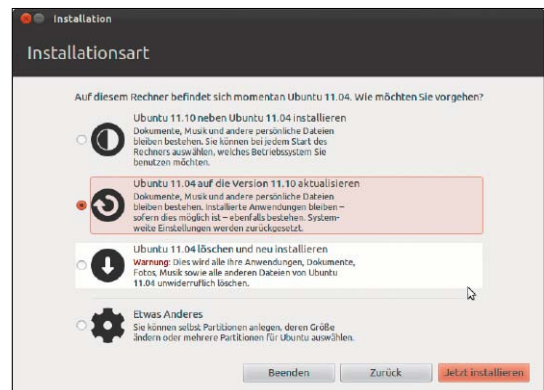 Installation
Installationsart
Auf diesem Rechner befindet sich momentan Ubuntu 11.04. Wie möchten Sie vorgehen?
Ubuntu 11.10 neben Ubuntu 11.04 installieren
Dokumente, Musik und andere persönliche Dateien
bleiben bestehen. Sie können bei jedem Start des
Rechners auswählen, welches Betriebssystem Sie
benutzen möchten.
Ubuntu 11.04 auf die Version 11.10 aktualisieren
Dokumente, Musik und andere persönliche Dateien
bleiben bestehen. Installierte Anwendungen bleiben –
sofern dies möglich ist – ebenfalls bestehen. System-
weite Einstellungen werden zurückgesetzt.
Ubuntu 11.04 löschen und neu installieren
Warnung: Dies wird alle Ihre Anwendungen, Dokumente,
Fotos, Musik sowie alle anderen Dateien von Ubuntu
11.04 unwiderruflich löschen.
Etwas Anderes
Sie können selbst Partitionen anlegen, deren Größe
ändern oder mehrere Partitionen für Ubuntu auswählen.
Beenden Zurück Jetzt installieren